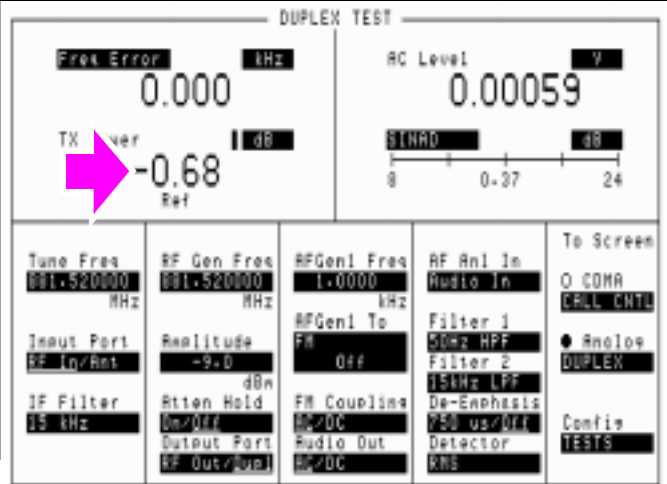 DUPLEX TEST
Freq Error kHz
0.000
TX Power dB
-0.68
Ref
AC Level V
0.00059
SINAD dB
8 0.37 24
Tune Freq
881.520000
MHz
Input Port
RF In/Ant
IF Filter
15 kHz
RF Gen Freq
881.520000
MHz
Amplitude
-9.0
dBm
Atten Hold
On/Off
Output Port
RF Out/Dupl
AFGen1 Freq
1.0000
kHz
AFGen1 To
FM
Off
FM Coupling
AC/DC
Audio Out
AC/DC
AF Anl In
Audio In
Filter 1
50Hz HPF
Filter 2
15kHz LPF
De-Emphasis
750 us/Off
Detector
RMS
To Screen
CDMA
CALL CNTL
Analog
DUPLEX
Config
TESTS